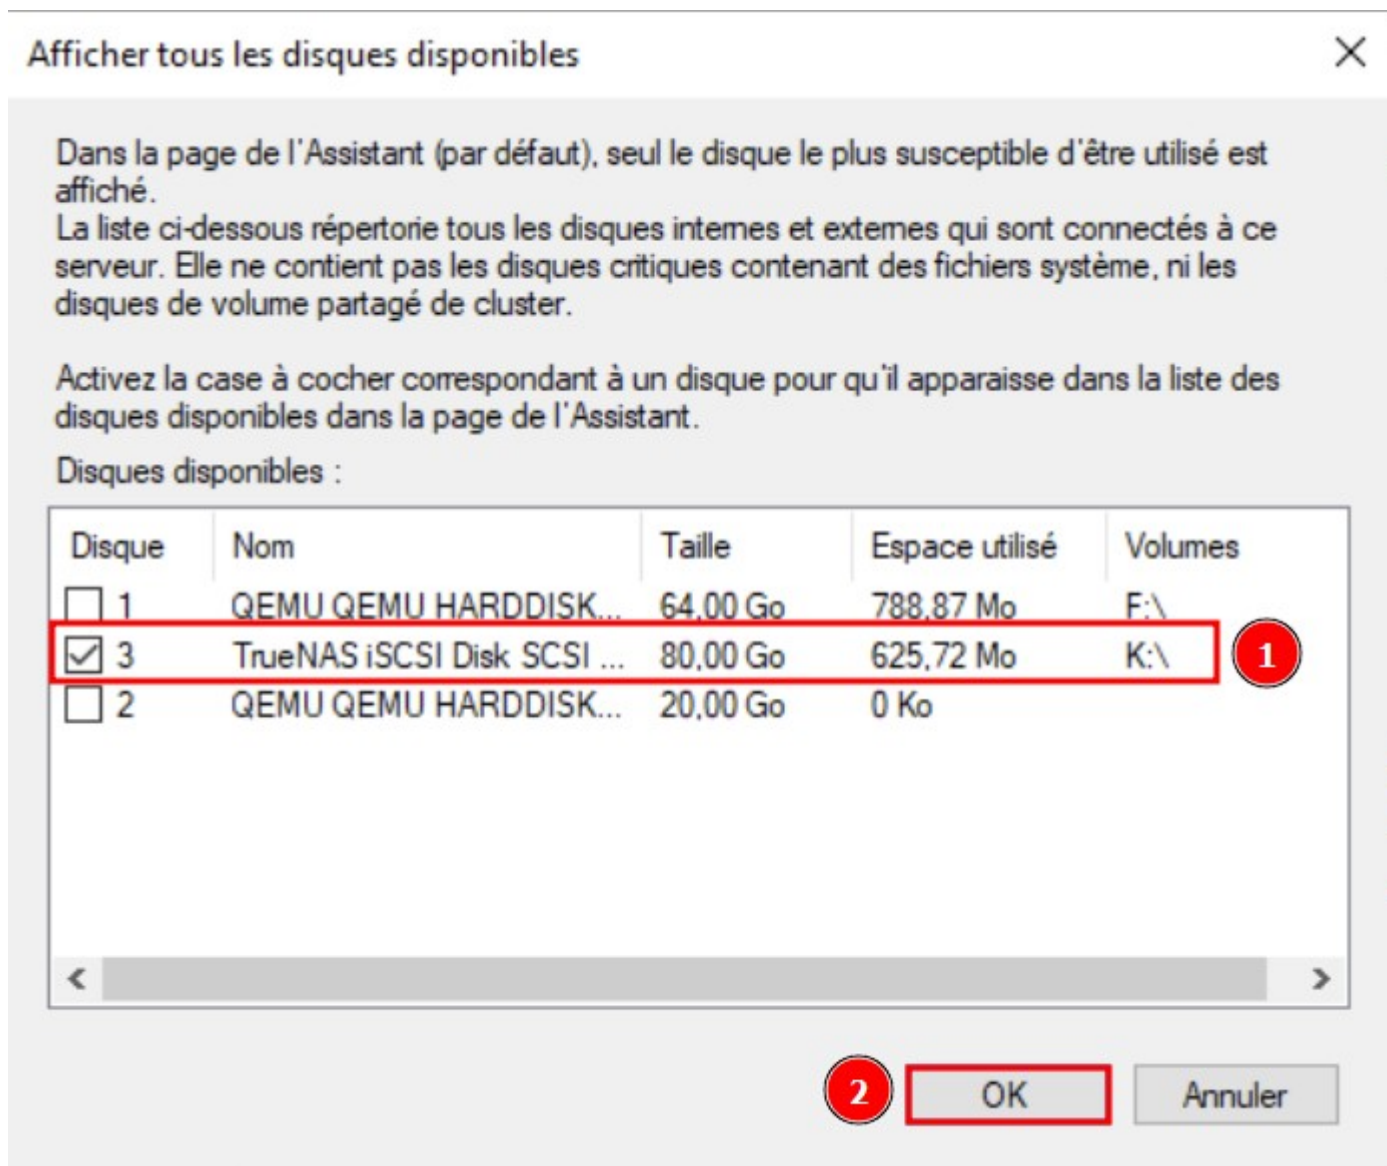 Afficher tous les disques disponibles
Dans la page de l'Assistant (par défaut), seul le disque le plus susceptible d'être utilisé est
affiché.
La liste ci-dessous répertorie tous les disques internes et externes qui sont connectés à ce
serveur. Elle ne contient pas les disques critiques contenant des fichiers système, ni les
disques de volume partagé de cluster.
Activez la case à cocher correspondant à un disque pour qu'il apparaisse dans la liste des
disques disponibles dans la page de l'Assistant.
Disques disponibles :
Disque Nom Taille Espace utilisé Volumes
1 QEMU QEMU HARDDISK... 64,00 Go 788,87 Mo F:\
3 TrueNAS iSCSI Disk SCSI ... 80,00 Go 625,72 Mo K:\ 1
2 QEMU QEMU HARDDISK... 20,00 Go 0 Ko
2 OK Annuler